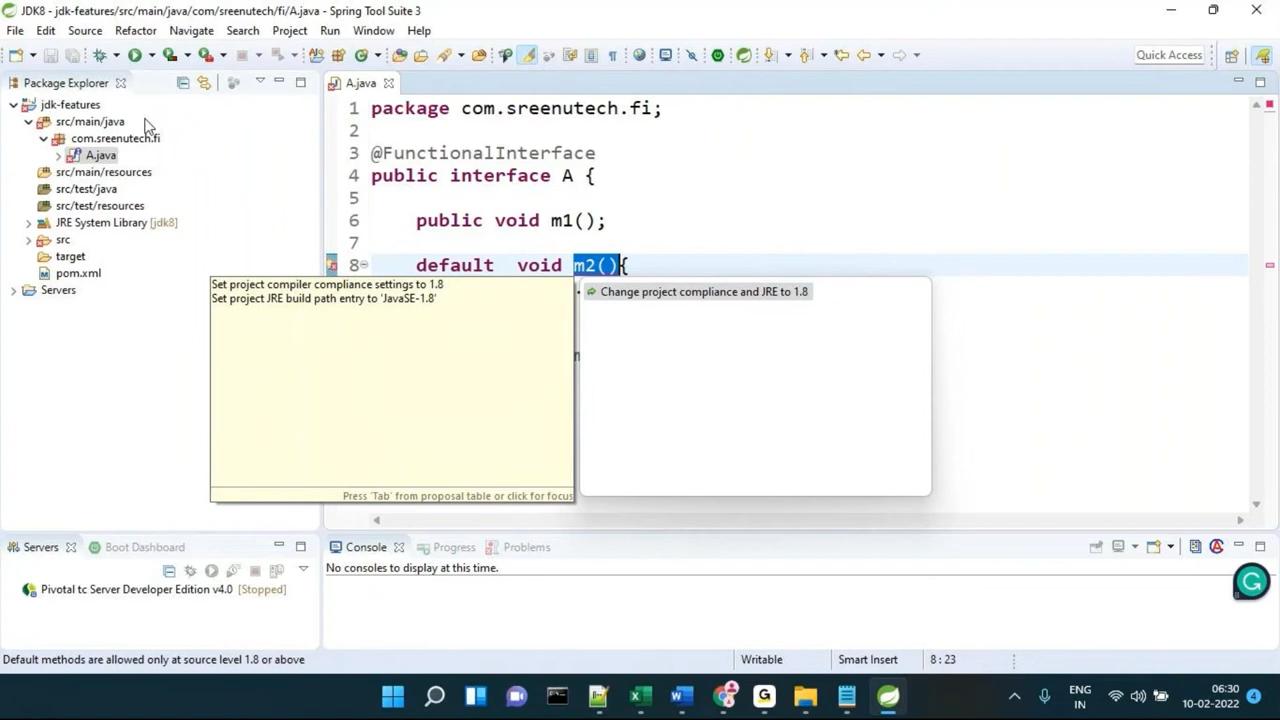 JDK8 - jdk-features/src/main/java/com/sreenutech/fi/A.java - Spring Tool Suite 3
File Edit Source Refactor Navigate Search Project Run Window Help
Quick Access
Package Explorer
jdk-features
src/main/java
com.sreenutech.fi
A.java
src/main/resources
src/test/java
src/test/resources
JRE System Library [jdk8]
src
target
pom.xml
Servers
A.java
1 package com.sreenutech.fi;
2
3 @FunctionalInterface
4 public interface A {
5
6 public void m1();
7
8 default void m2(){
Set project compiler compliance settings to 1.8
Set project JRE build path entry to 'JavaSE-1.8'
Press 'Tab' from proposal table or click for focus
Change project compliance and JRE to 1.8
Servers Boot Dashboard
Pivotal tc Server Developer Edition v4.0 [Stopped]
Console Progress Problems
No consoles to display at this time.
Default methods are allowed only at source level 1.8 or above
Writable Smart Insert 8 : 23
ENG
IN
06:30
10-02-2022
4